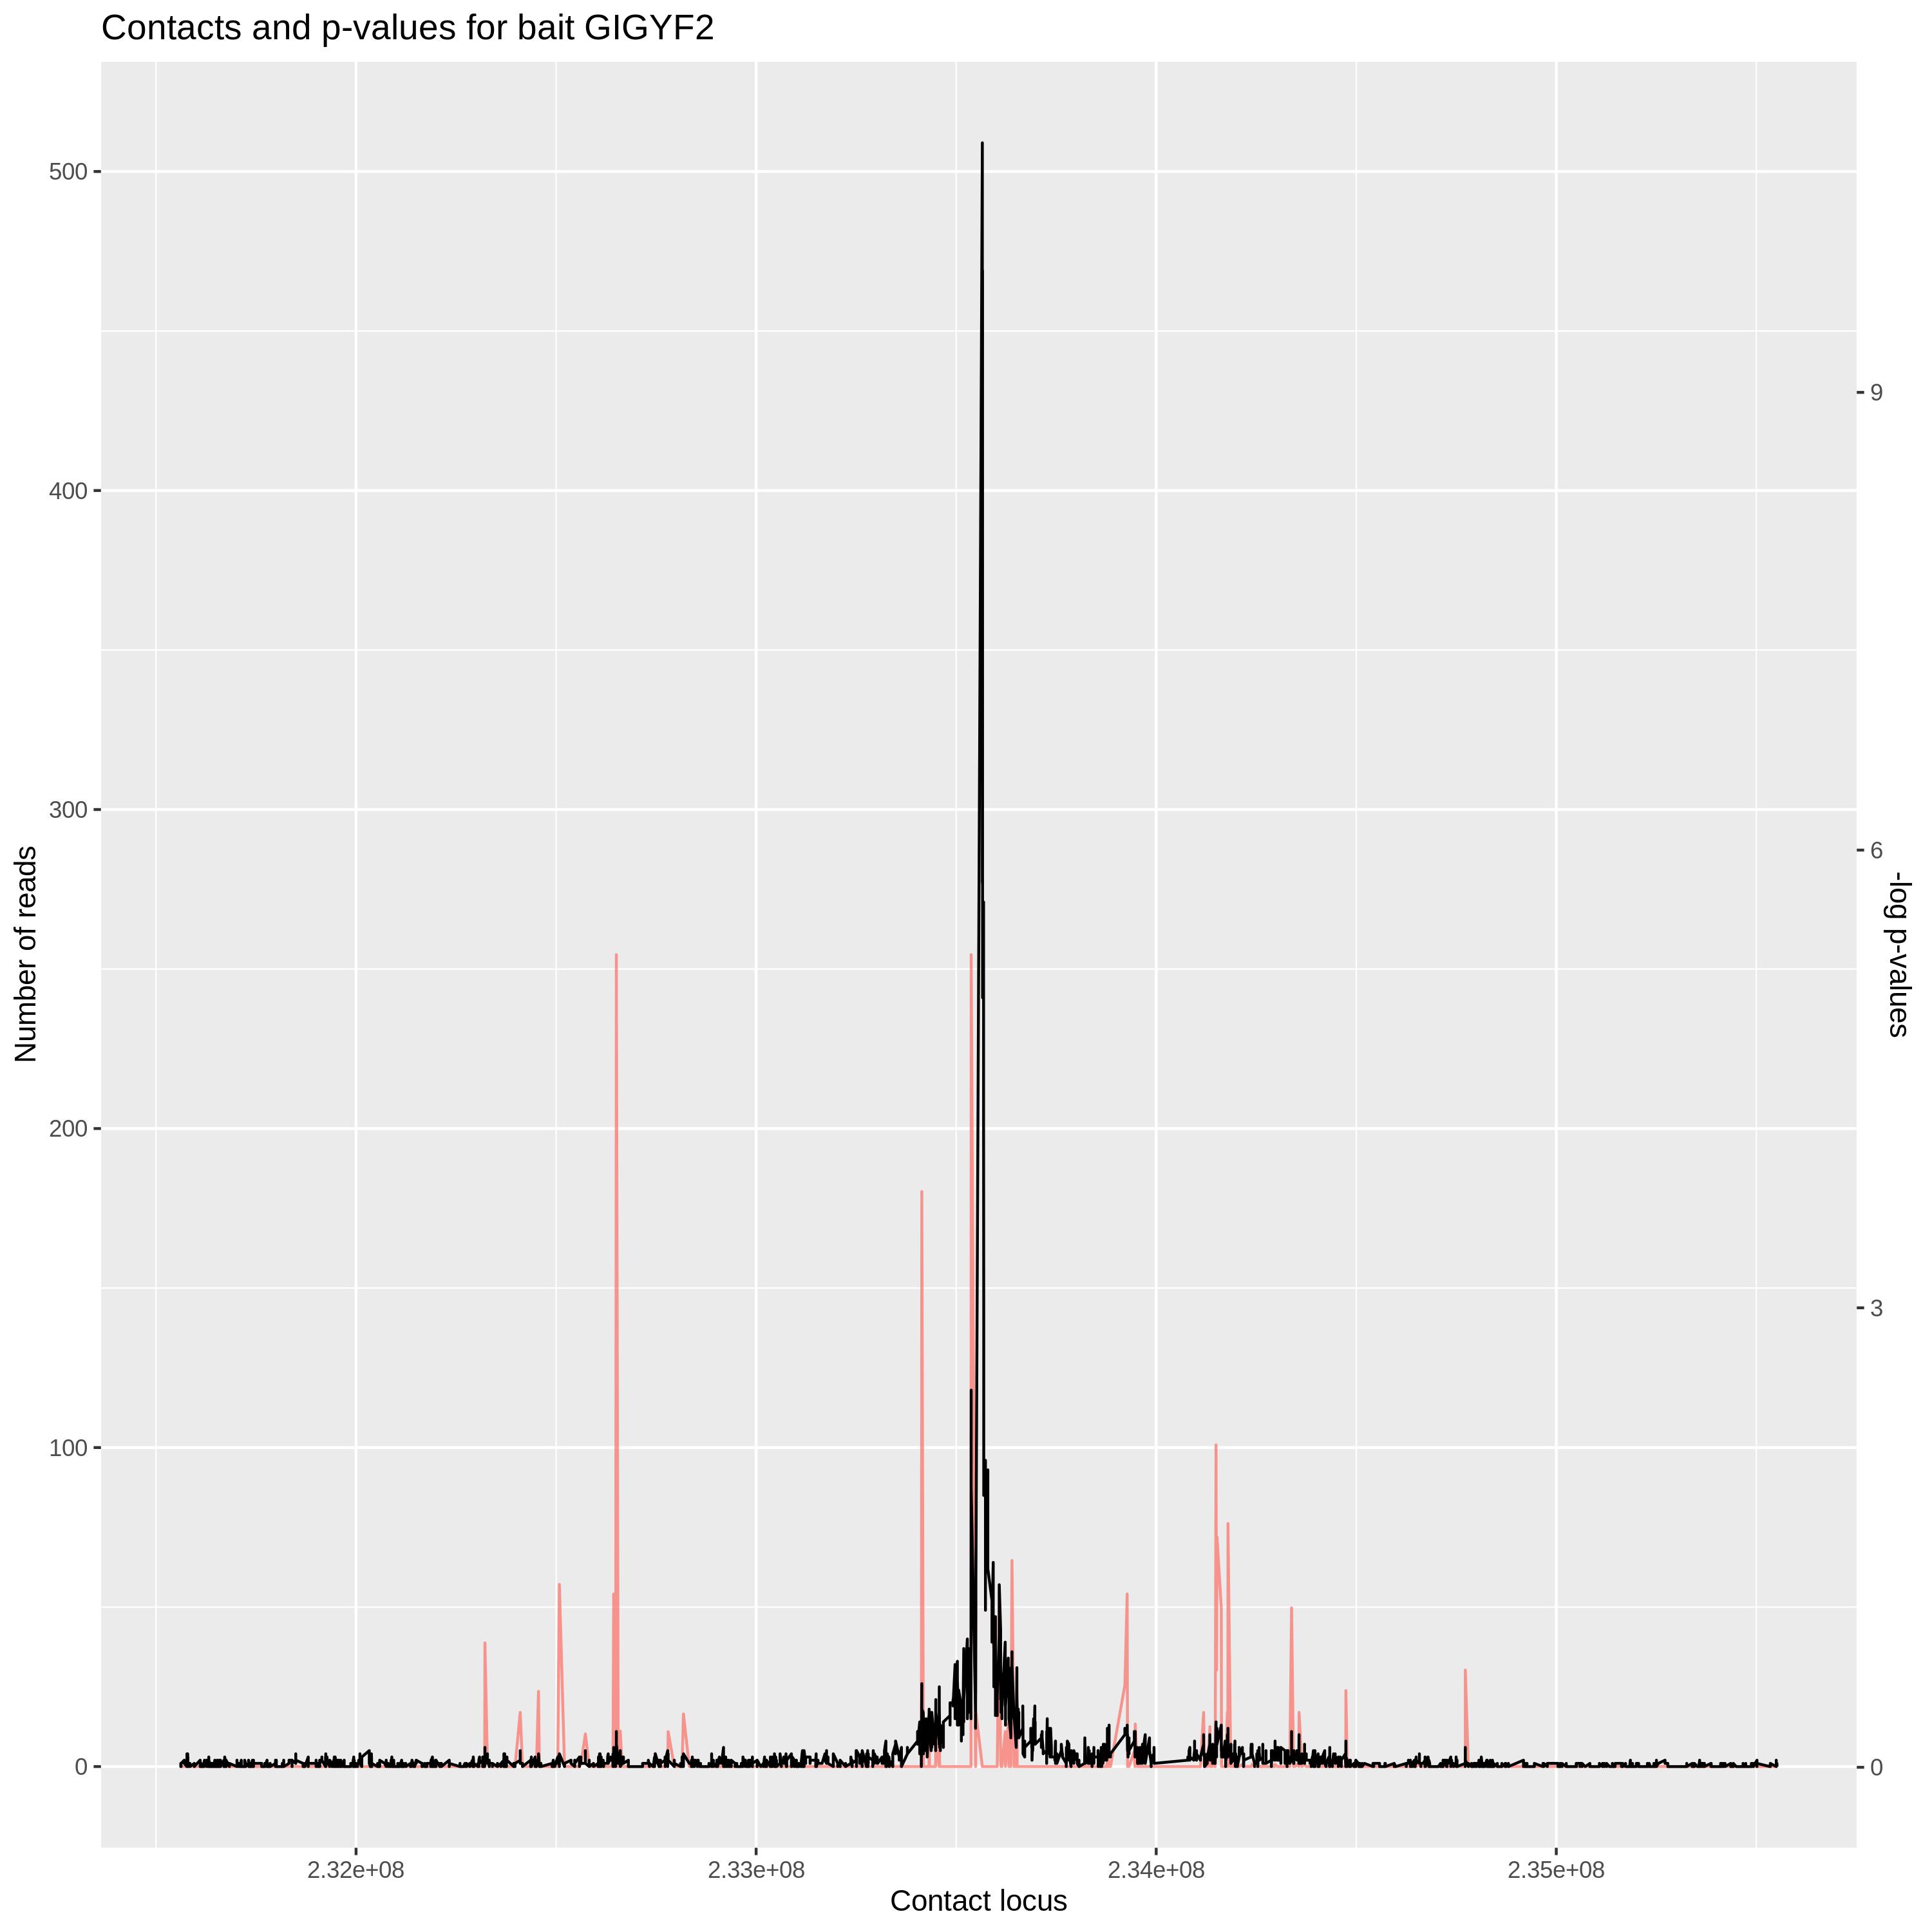 Contacts and p-values for bait GIGYF2
500
400
300
200
100
0
Number of reads
9
6
3
0
-log p-values
2.32e+08
2.33e+08
2.34e+08
2.35e+08
Contact locus